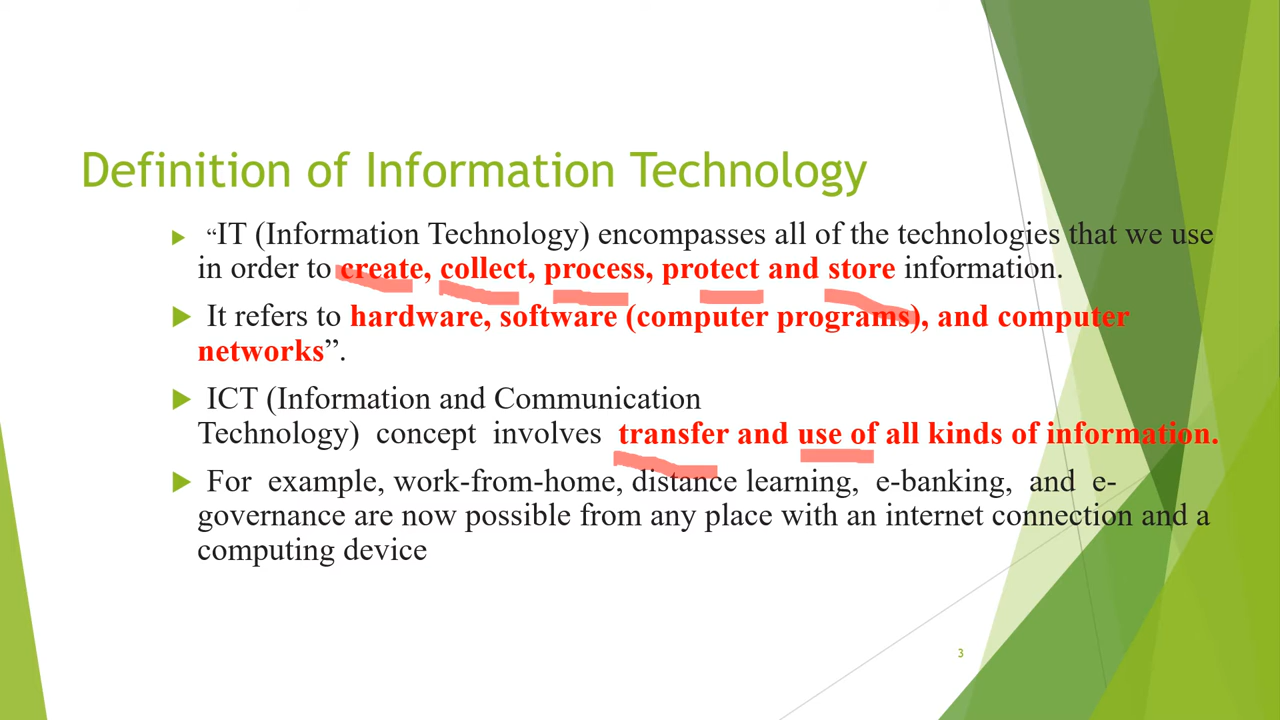 Definition of Information Technology
“IT (Information Technology) encompasses all of the technologies that we use
in order to create, collect, process, protect and store information.
It refers to hardware, software (computer programs), and computer
networks”.
ICT (Information and Communication
Technology) concept involves transfer and use of all kinds of information.
For example, work-from-home, distance learning, e-banking, and e-
governance are now possible from any place with an internet connection and a
computing device
3